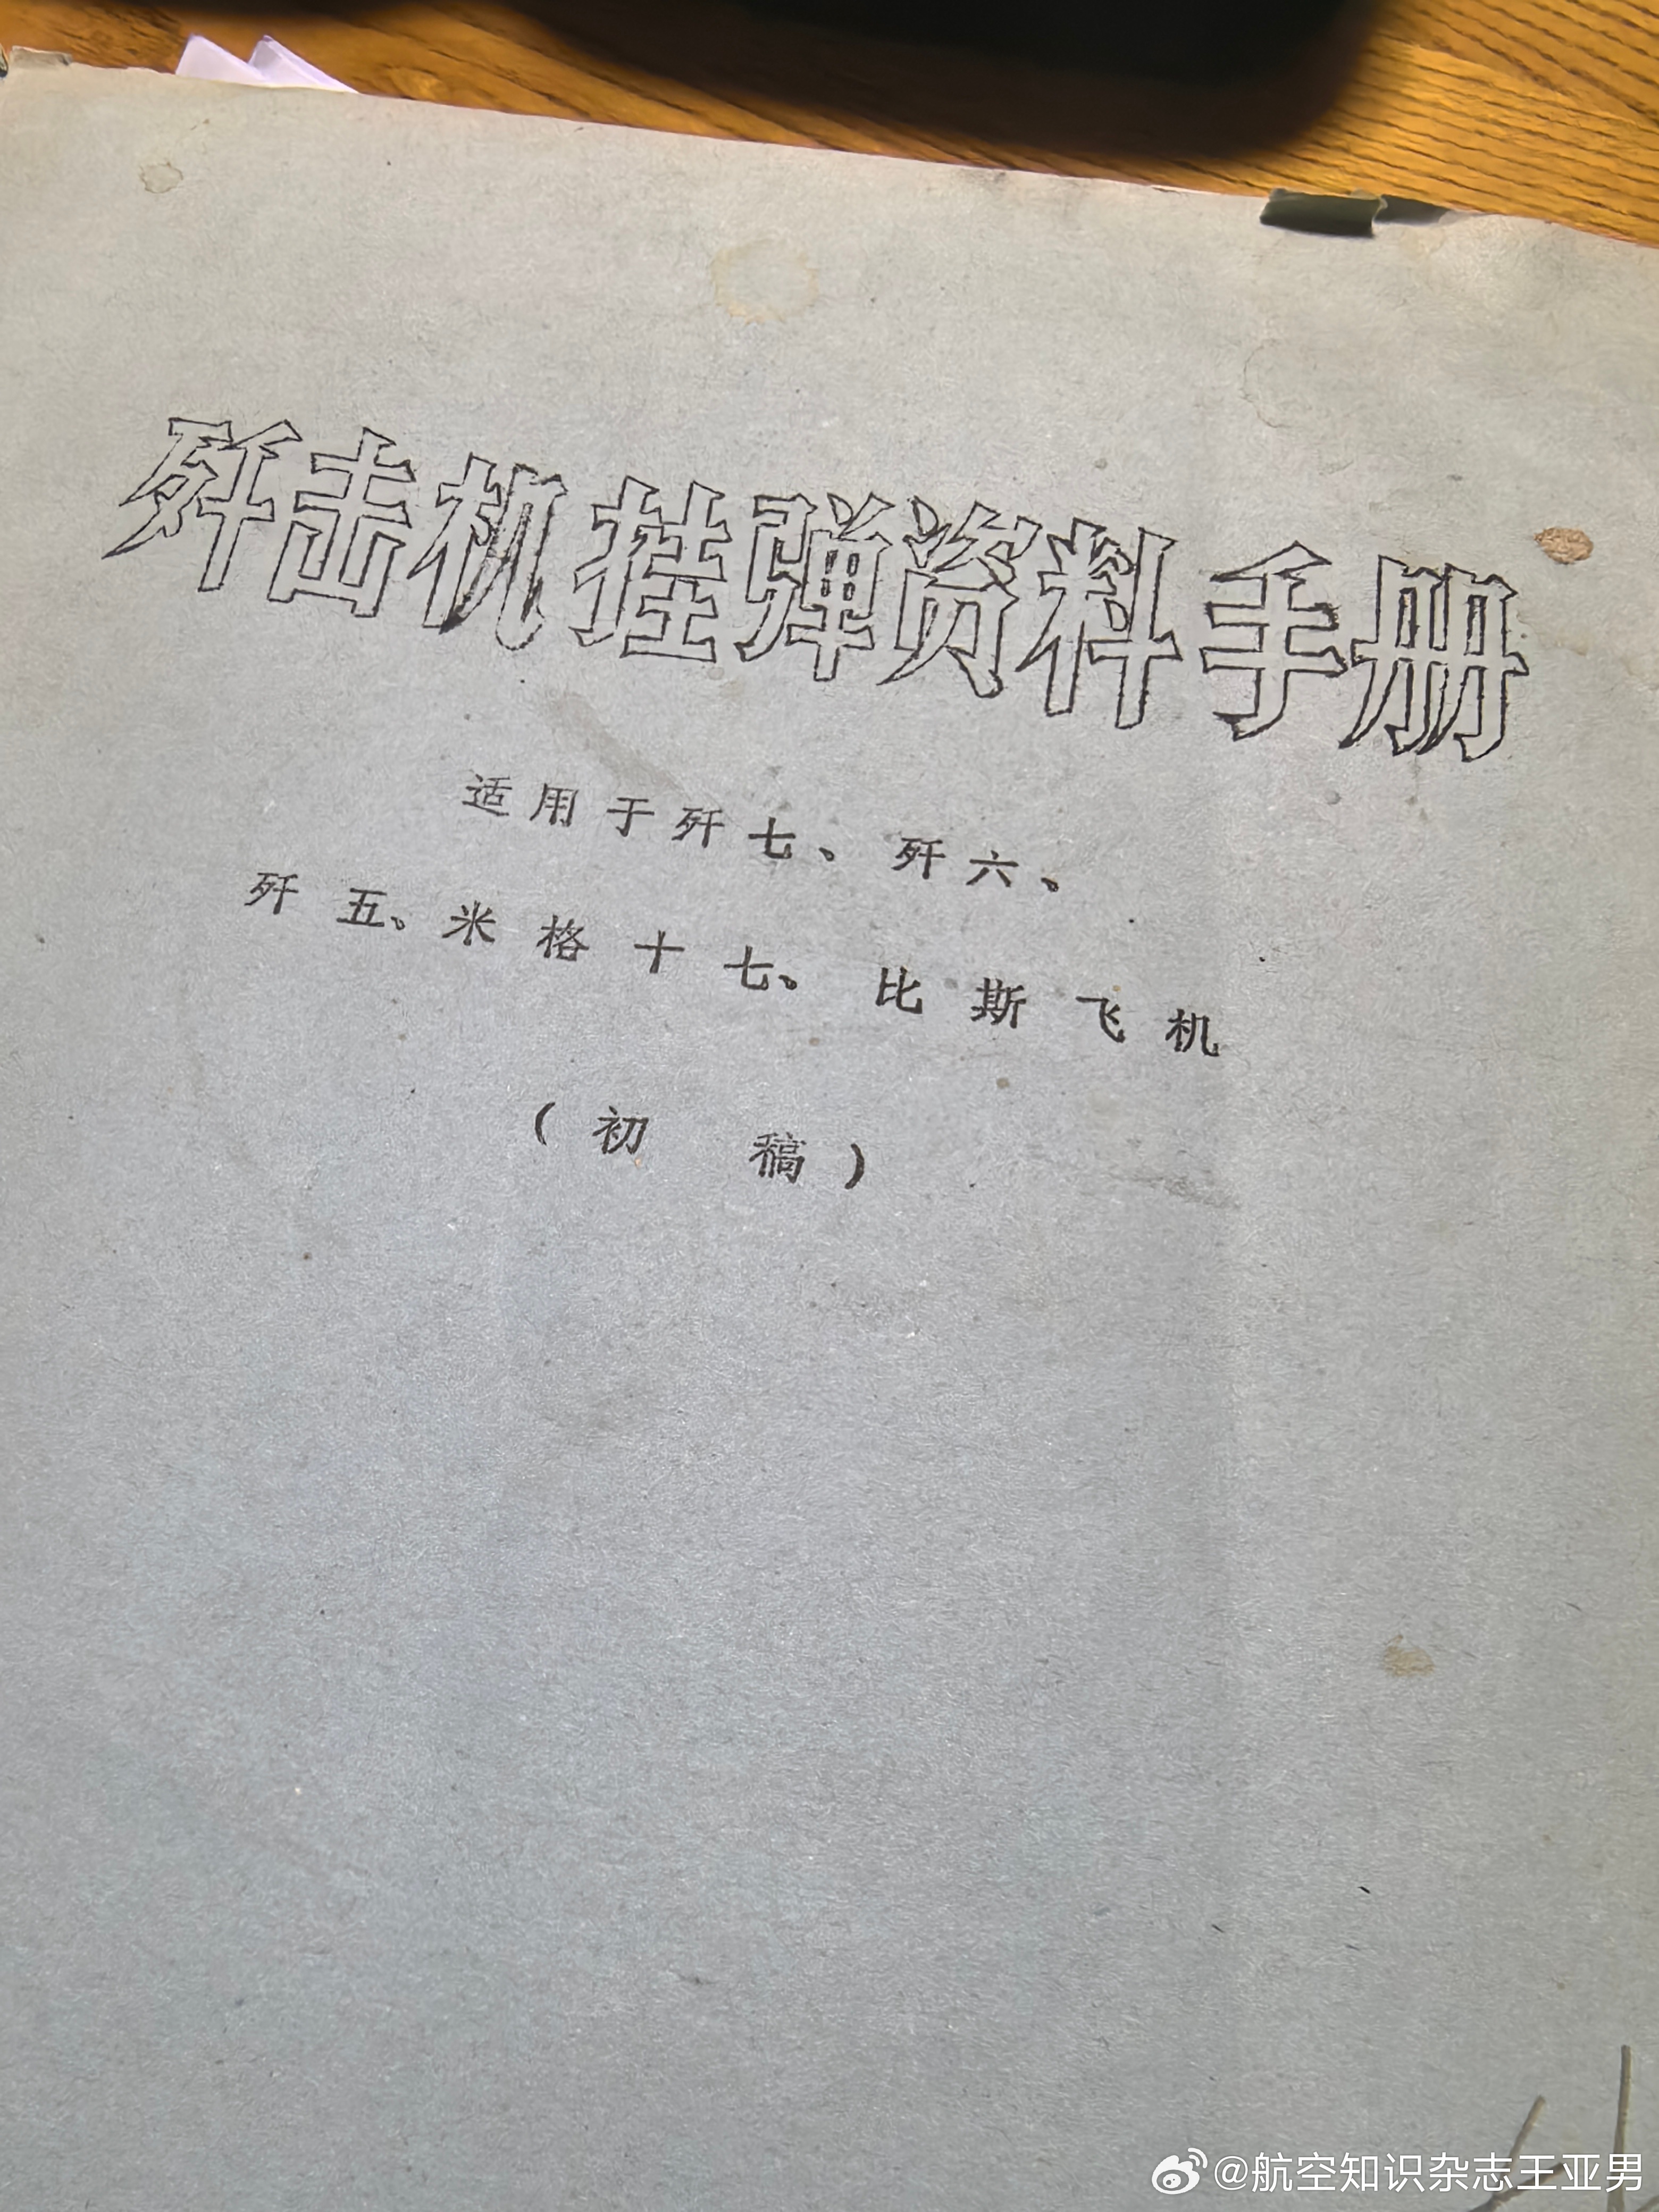 歼击机挂弹资料手册
适用于歼七、歼六、
歼五、米格十七、比斯飞机
（初稿）
@航空知识杂志王亚男